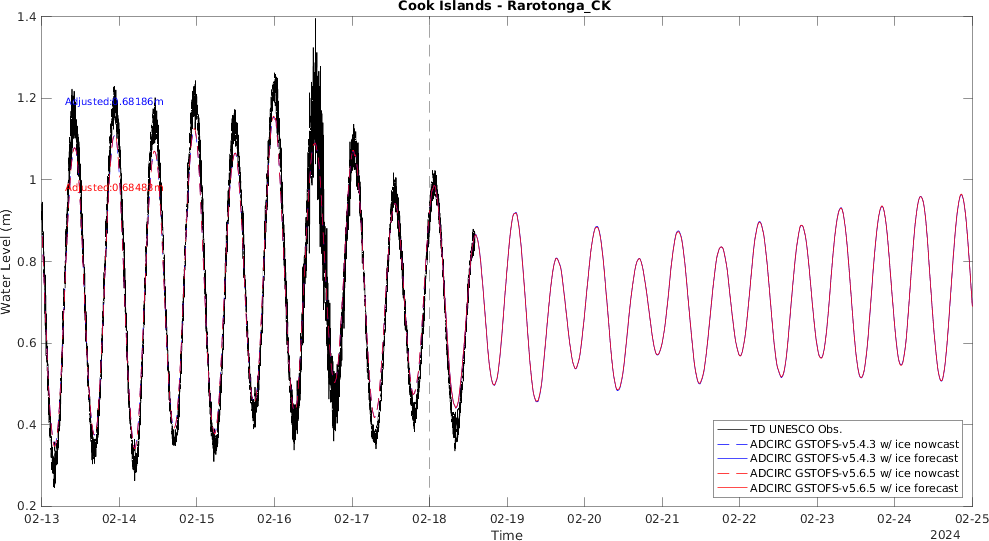 Cook Islands - Rarotonga_CK
1.4
1.2
1
0.8
0.6
0.4
0.2
Water Level (m)
Adjusted:0.68186m
Adjusted:0.68483m
TD UNESCO Obs.
ADCIRC GSTOFS-v5.4.3 w/ ice nowcast
ADCIRC GSTOFS-v5.4.3 w/ ice forecast
ADCIRC GSTOFS-v5.6.5 w/ ice nowcast
ADCIRC GSTOFS-v5.6.5 w/ ice forecast
02-13 02-14 02-15 02-16 02-17 02-18 02-19 02-20 02-21 02-22 02-23 02-24 02-25
Time
2024